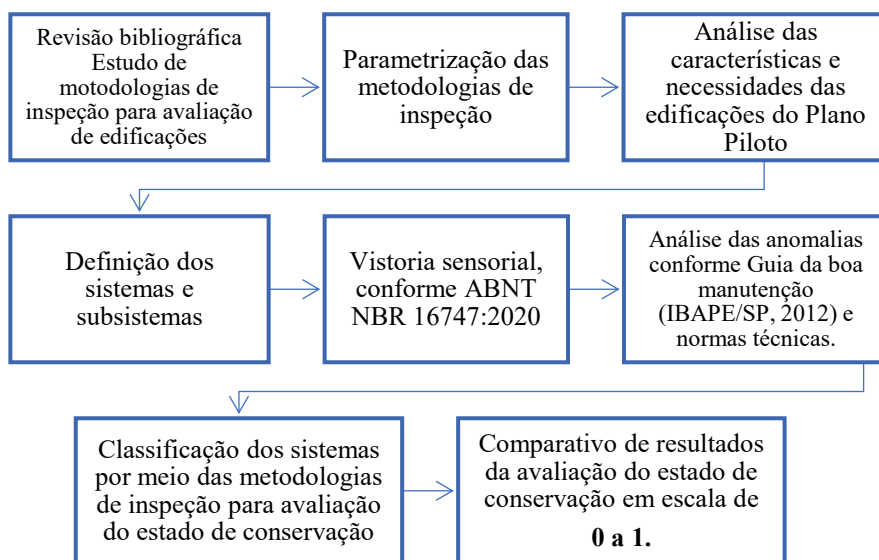 Revisão bibliográfica
Estudo de
motodologias de
inspeção para avaliação
de edificações
Parametrização das
metodologias de
inspeção
Análise das
características e
necessidades das
edificações do Plano
Piloto
Definição dos
sistemas e
subsistemas
Vistoria sensorial,
conforme ABNT
NBR 16747:2020
Análise das anomalias
conforme Guia da boa
manutenção
(IBAPE/SP, 2012) e
normas técnicas.
Classificação dos sistemas
por meio das metodologias
de inspeção para avaliação
do estado de conservação
Comparativo de resultados
da avaliação do estado de
conservação em escala de
0 a 1.